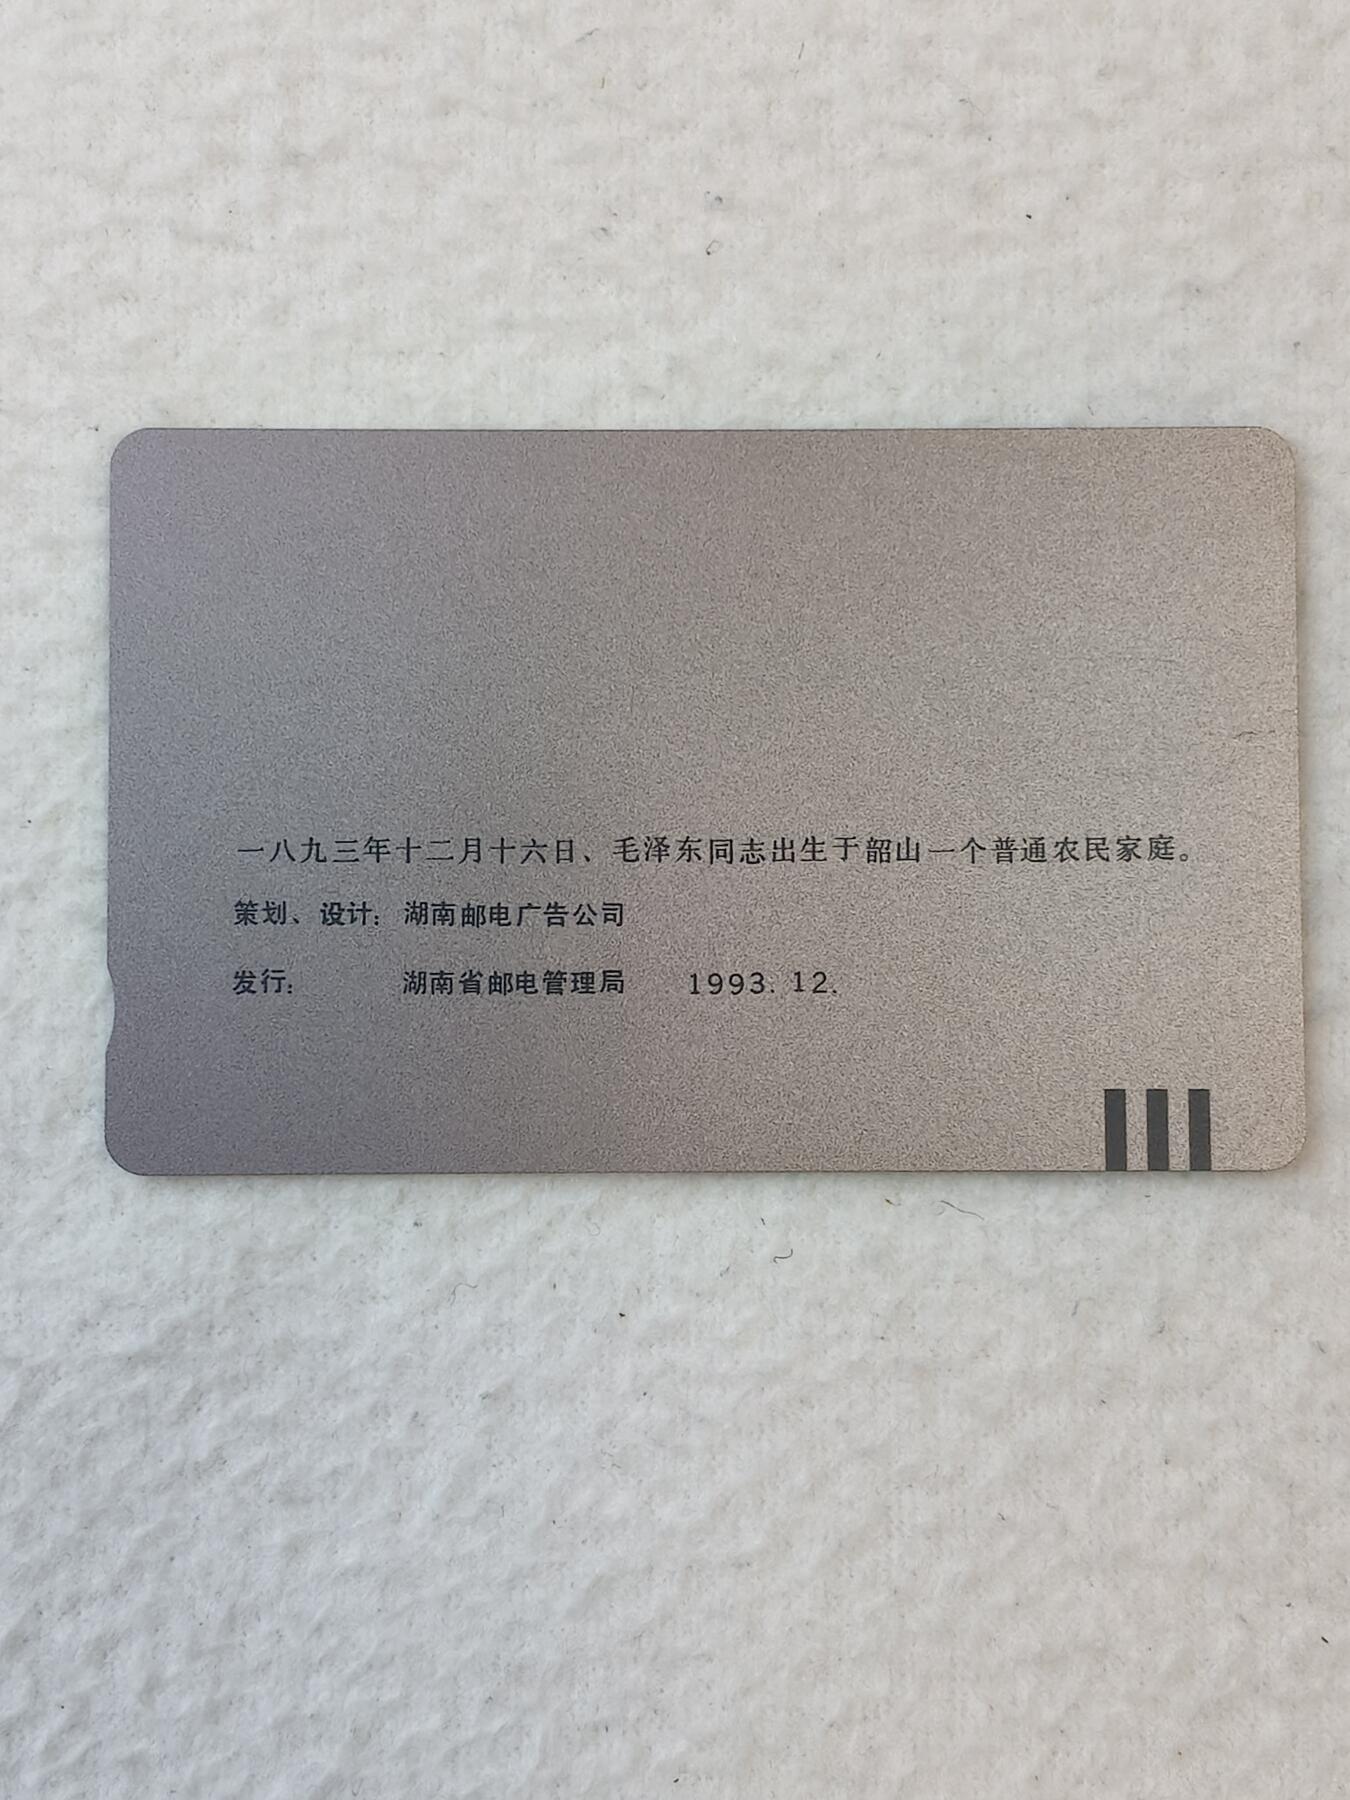 一八九三年十二月十六日、毛泽东同志出生于韶山一个普通农民家庭。
策划、设计：湖南邮电广告公司
发行： 湖南省邮电管理局 1993. 12.